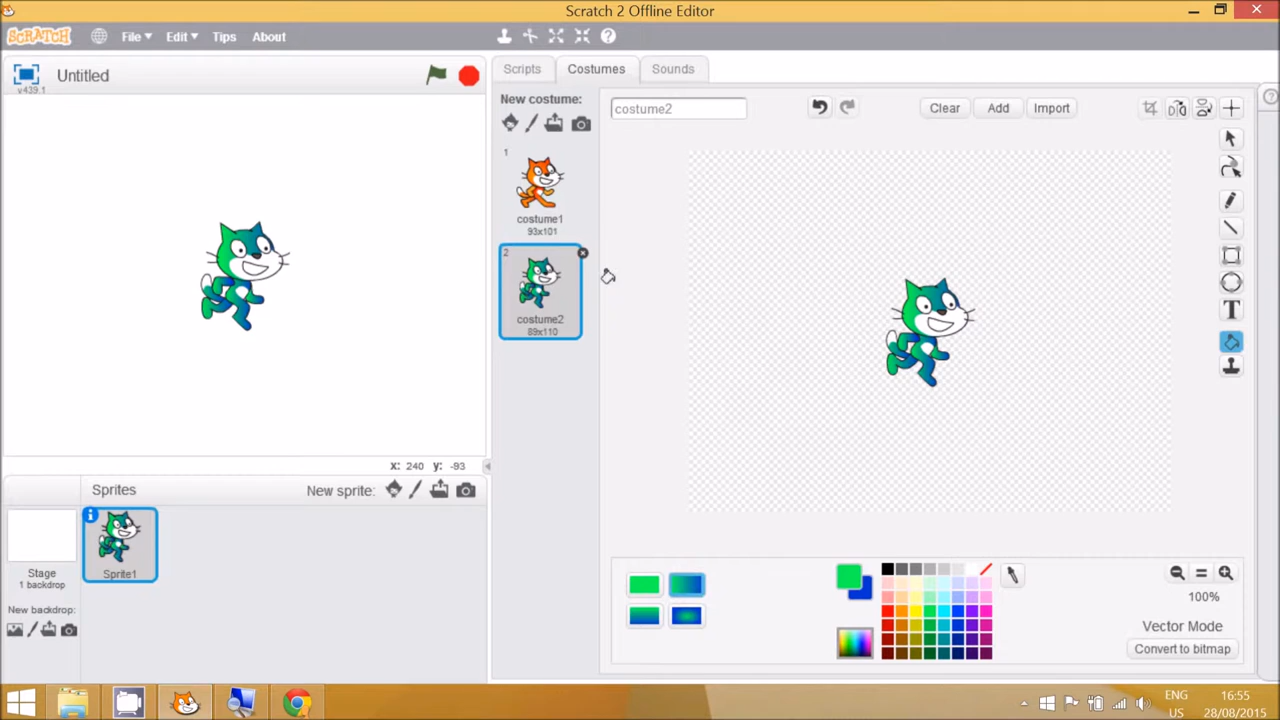 Scratch 2 Offline Editor
SCRATCH File Edit Tips About
v439.1 Untitled
Scripts Costumes Sounds
New costume:
costume2 Clear Add Import
1
costume1
93x101
2
costume2
89x110
x: 240 y: -93
Sprites New sprite:
Sprite1
Stage
1 backdrop
New backdrop:
T
100%
Vector Mode
Convert to bitmap
ENG
US
16:55
28/08/2015